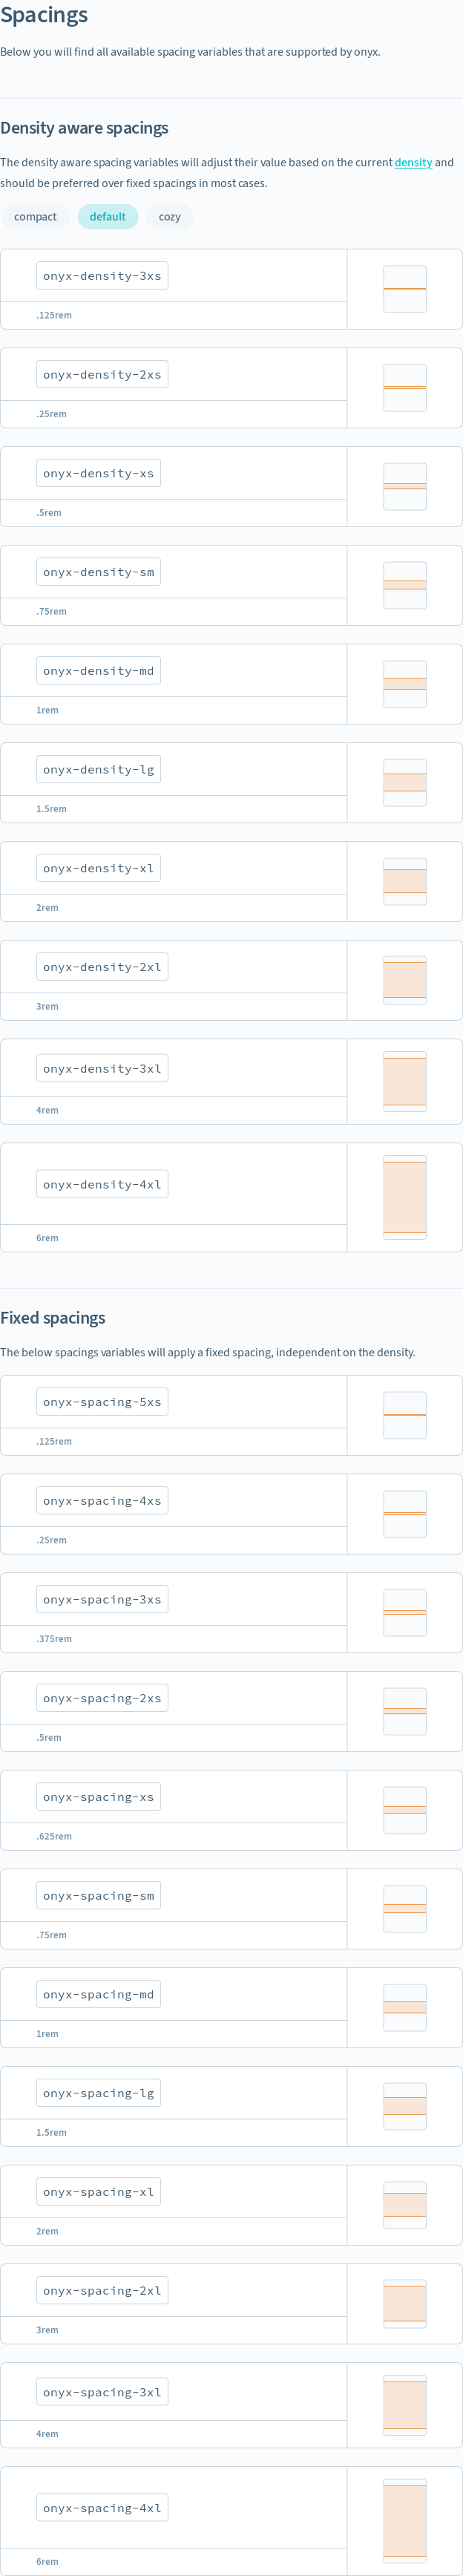 Spacings
Below you will find all available spacing variables that are supported by onyx.
Density aware spacings
The density aware spacing variables will adjust their value based on the current density and
should be preferred over fixed spacings in most cases.
compact default cozy
onyx-density-3xs
.125rem
onyx-density-2xs
.25rem
onyx-density-xs
.5rem
onyx-density-sm
.75rem
onyx-density-md
1rem
onyx-density-lg
1.5rem
onyx-density-xl
2rem
onyx-density-2xl
3rem
onyx-density-3xl
4rem
onyx-density-4xl
6rem
Fixed spacings
The below spacings variables will apply a fixed spacing, independent on the density.
onyx-spacing-5xs
.125rem
onyx-spacing-4xs
.25rem
onyx-spacing-3xs
.375rem
onyx-spacing-2xs
.5rem
onyx-spacing-xs
.625rem
onyx-spacing-sm
.75rem
onyx-spacing-md
1rem
onyx-spacing-lg
1.5rem
onyx-spacing-xl
2rem
onyx-spacing-2xl
3rem
onyx-spacing-3xl
4rem
onyx-spacing-4xl
6rem